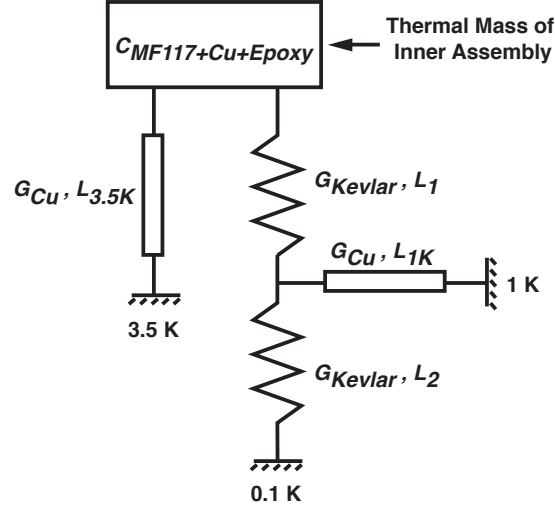 C_MF117+Cu+Epoxy
Thermal Mass of
Inner Assembly
G_Cu , L_3.5K
G_Kevlar , L_1
G_Cu , L_1K
1 K
3.5 K
G_Kevlar , L_2
0.1 K